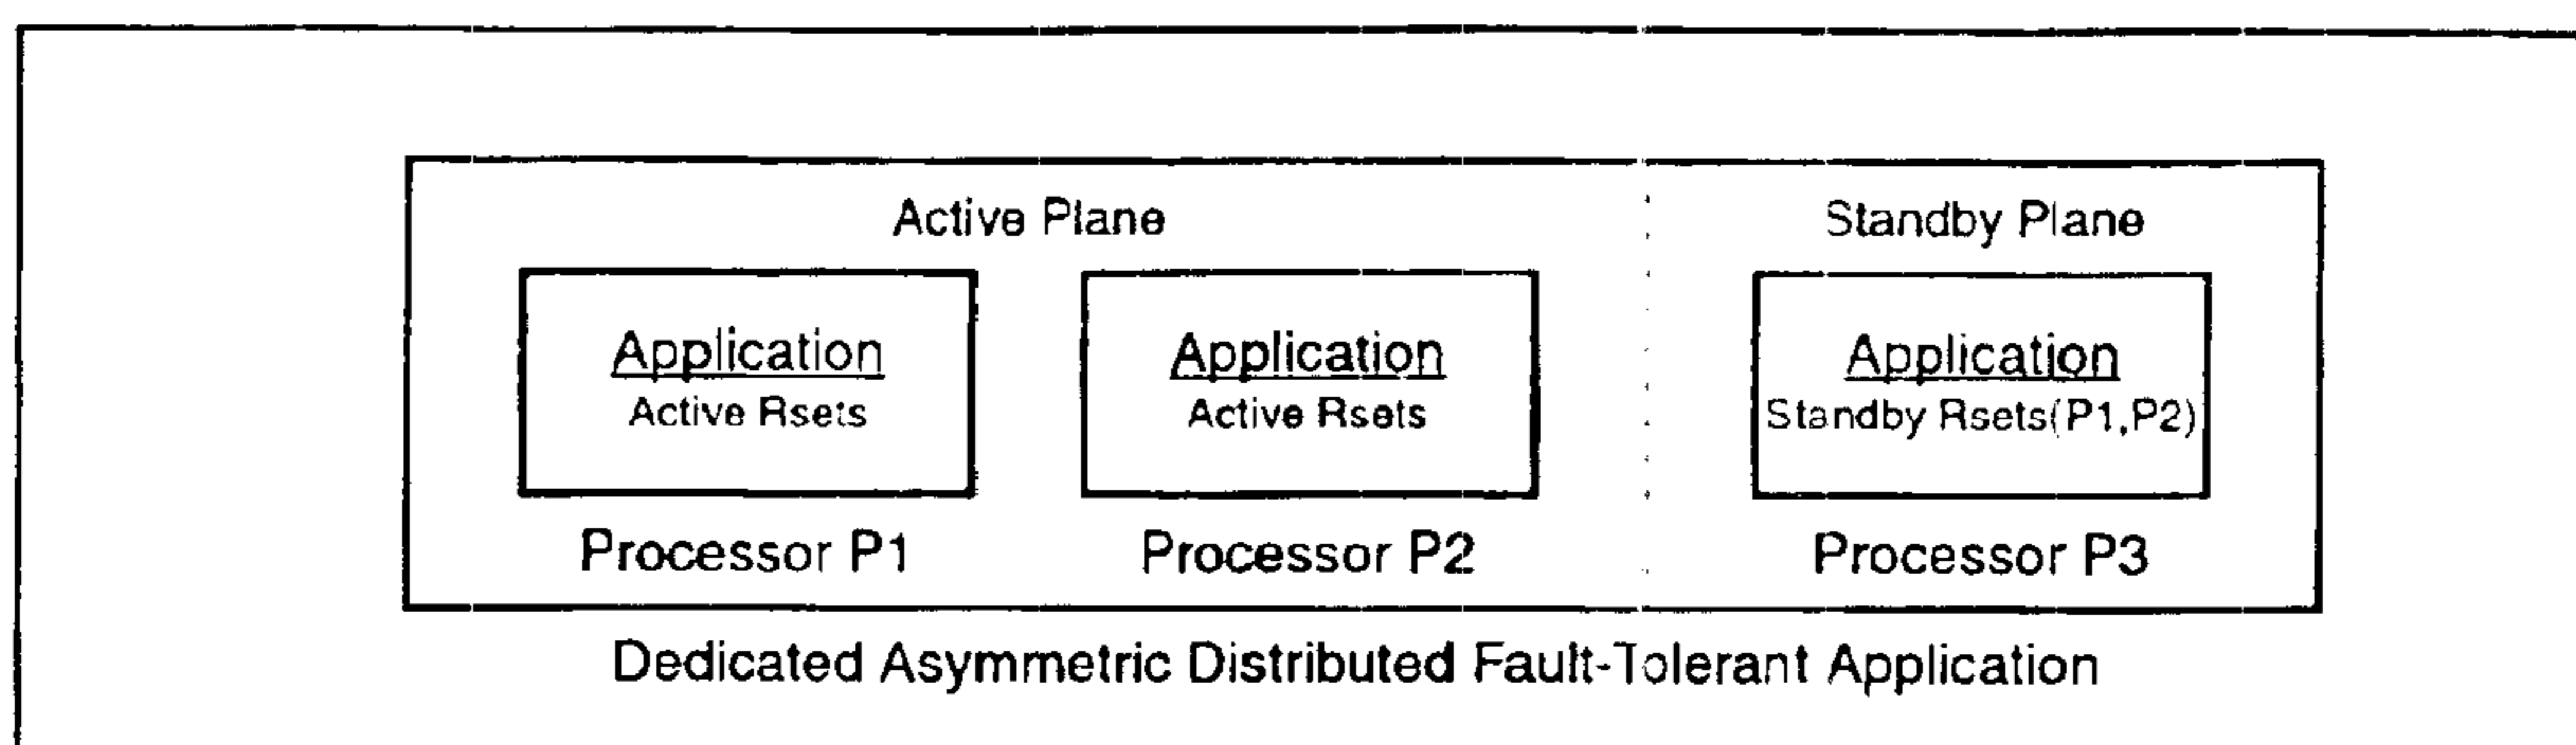 Active Plane Standby Plane
Application Application Application
Active Rsets Active Rsets Standby Rsets(P1,P2)
Processor P1 Processor P2 Processor P3
Dedicated Asymmetric Distributed Fault-Tolerant Application